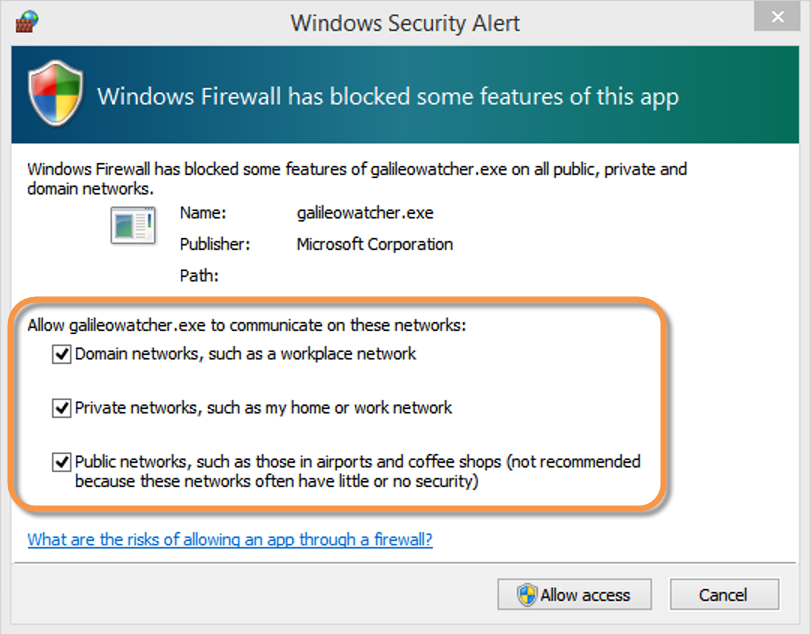 Windows Security Alert
Windows Firewall has blocked some features of this app
Windows Firewall has blocked some features of galileowatcher.exe on all public, private and
domain networks.
Name: galileowatcher.exe
Publisher: Microsoft Corporation
Path:
Allow galileowatcher.exe to communicate on these networks:
Domain networks, such as a workplace network
Private networks, such as my home or work network
Public networks, such as those in airports and coffee shops (not recommended
because these networks often have little or no security)
What are the risks of allowing an app through a firewall?
Allow access Cancel